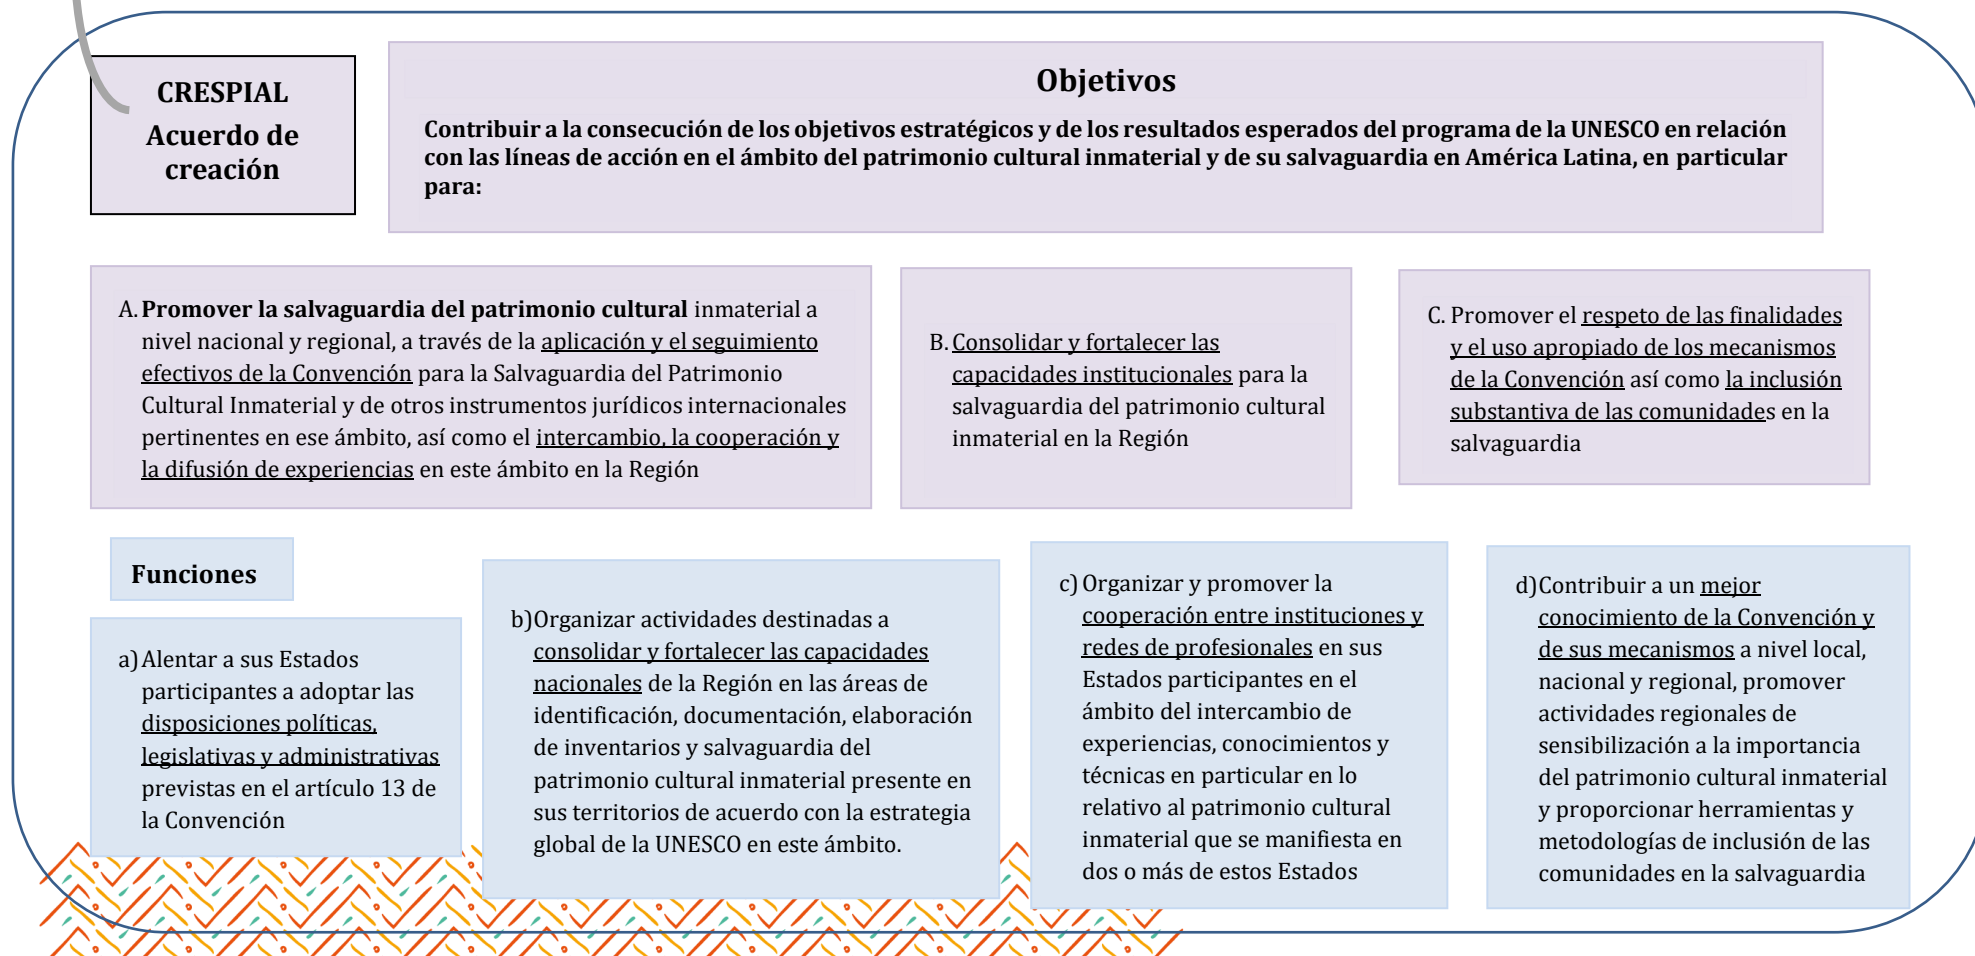 CRESPIAL
Acuerdo de
creación
Objetivos
Contribuir a la consecución de los objetivos estratégicos y de los resultados esperados del programa de la UNESCO en relación
con las líneas de acción en el ámbito del patrimonio cultural inmaterial y de su salvaguardia en América Latina, en particular
para:
A. Promover la salvaguardia del patrimonio cultural inmaterial a
nivel nacional y regional, a través de la aplicación y el seguimiento
efectivos de la Convención para la Salvaguardia del Patrimonio
Cultural Inmaterial y de otros instrumentos jurídicos internacionales
pertinentes en ese ámbito, así como el intercambio, la cooperación y
la difusión de experiencias en este ámbito en la Región
B. Consolidar y fortalecer las
capacidades institucionales para la
salvaguardia del patrimonio cultural
inmaterial en la Región
C. Promover el respeto de las finalidades
y el uso apropiado de los mecanismos
de la Convención así como la inclusión
substantiva de las comunidades en la
salvaguardia
Funciones
a) Alentar a sus Estados
participantes a adoptar las
disposiciones políticas,
legislativas y administrativas
previstas en el artículo 13 de
la Convención
b) Organizar actividades destinadas a
consolidar y fortalecer las capacidades
nacionales de la Región en las áreas de
identificación, documentación, elaboración
de inventarios y salvaguardia del
patrimonio cultural inmaterial presente en
sus territorios de acuerdo con la estrategia
global de la UNESCO en este ámbito.
c) Organizar y promover la
cooperación entre instituciones y
redes de profesionales en sus
Estados participantes en el
ámbito del intercambio de
experiencias, conocimientos y
técnicas en particular en lo
relativo al patrimonio cultural
inmaterial que se manifiesta en
dos o más de estos Estados
d) Contribuir a un mejor
conocimiento de la Convención y
de sus mecanismos a nivel local,
nacional y regional, promover
actividades regionales de
sensibilización a la importancia
del patrimonio cultural inmaterial
y proporcionar herramientas y
metodologías de inclusión de las
comunidades en la salvaguardia